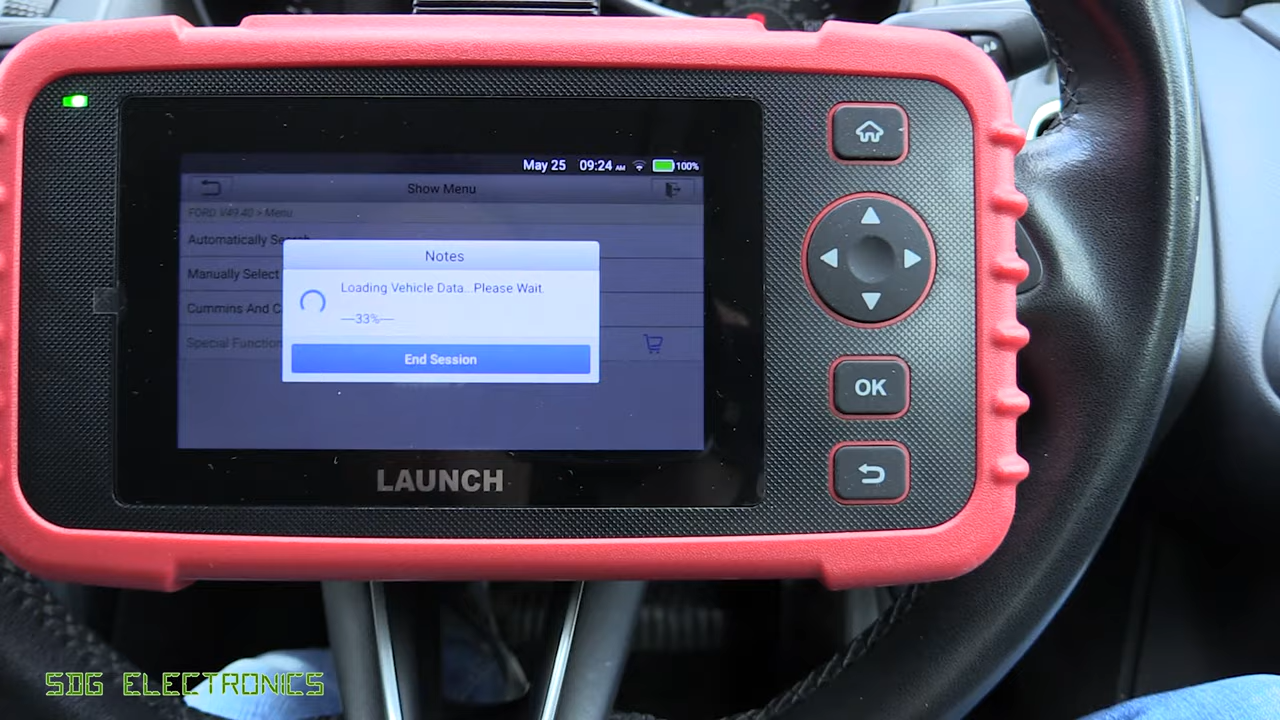 May 25 09:24 AM 100%
Show Menu
FORD V49.40 > Menu
Automatically Search
Manually Select
Cummins And C
Special Function
Notes
Loading Vehicle Data...Please Wait.
---33%---
End Session
OK
LAUNCH
SDG ELECTRONICS